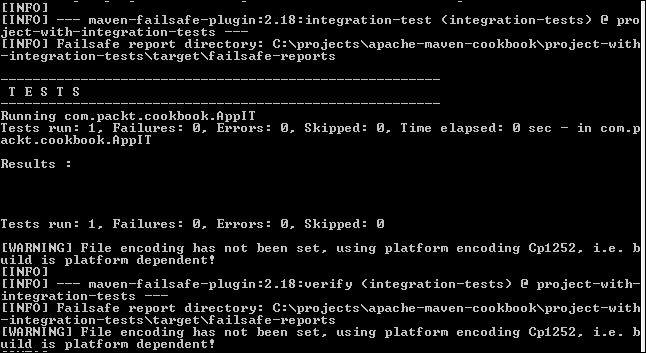 [INFO]
[INFO] --- maven-failsafe-plugin:2.18:integration-test (integration-tests) @ pro
ject-with-integration-tests ---
[INFO] Failsafe report directory: C:\projects\apache-maven-cookbook\project-with
-integration-tests\target\failsafe-reports
-------------------------------------------------------
T E S T S
-------------------------------------------------------
Running com.packt.cookbook.AppIT
Tests run: 1, Failures: 0, Errors: 0, Skipped: 0, Time elapsed: 0 sec - in com.p
ackt.cookbook.AppIT
Results :
Tests run: 1, Failures: 0, Errors: 0, Skipped: 0
[WARNING] File encoding has not been set, using platform encoding Cp1252, i.e. b
uild is platform dependent!
[INFO]
[INFO] --- maven-failsafe-plugin:2.18:verify (integration-tests) @ project-with-
integration-tests ---
[INFO] Failsafe report directory: C:\projects\apache-maven-cookbook\project-with
-integration-tests\target\failsafe-reports
[WARNING] File encoding has not been set, using platform encoding Cp1252, i.e. b
uild is platform dependent!